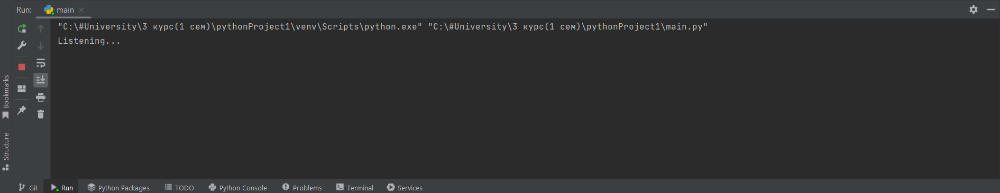 Run: main
"C:\#University\3 курс(1 сем)\pythonProject1\venv\Scripts\python.exe" "C:\#University\3 курс(1 сем)\pythonProject1\main.py"
Listening...
Bookmarks
Structure
Git Run Python Packages TODO Python Console Problems Terminal Services